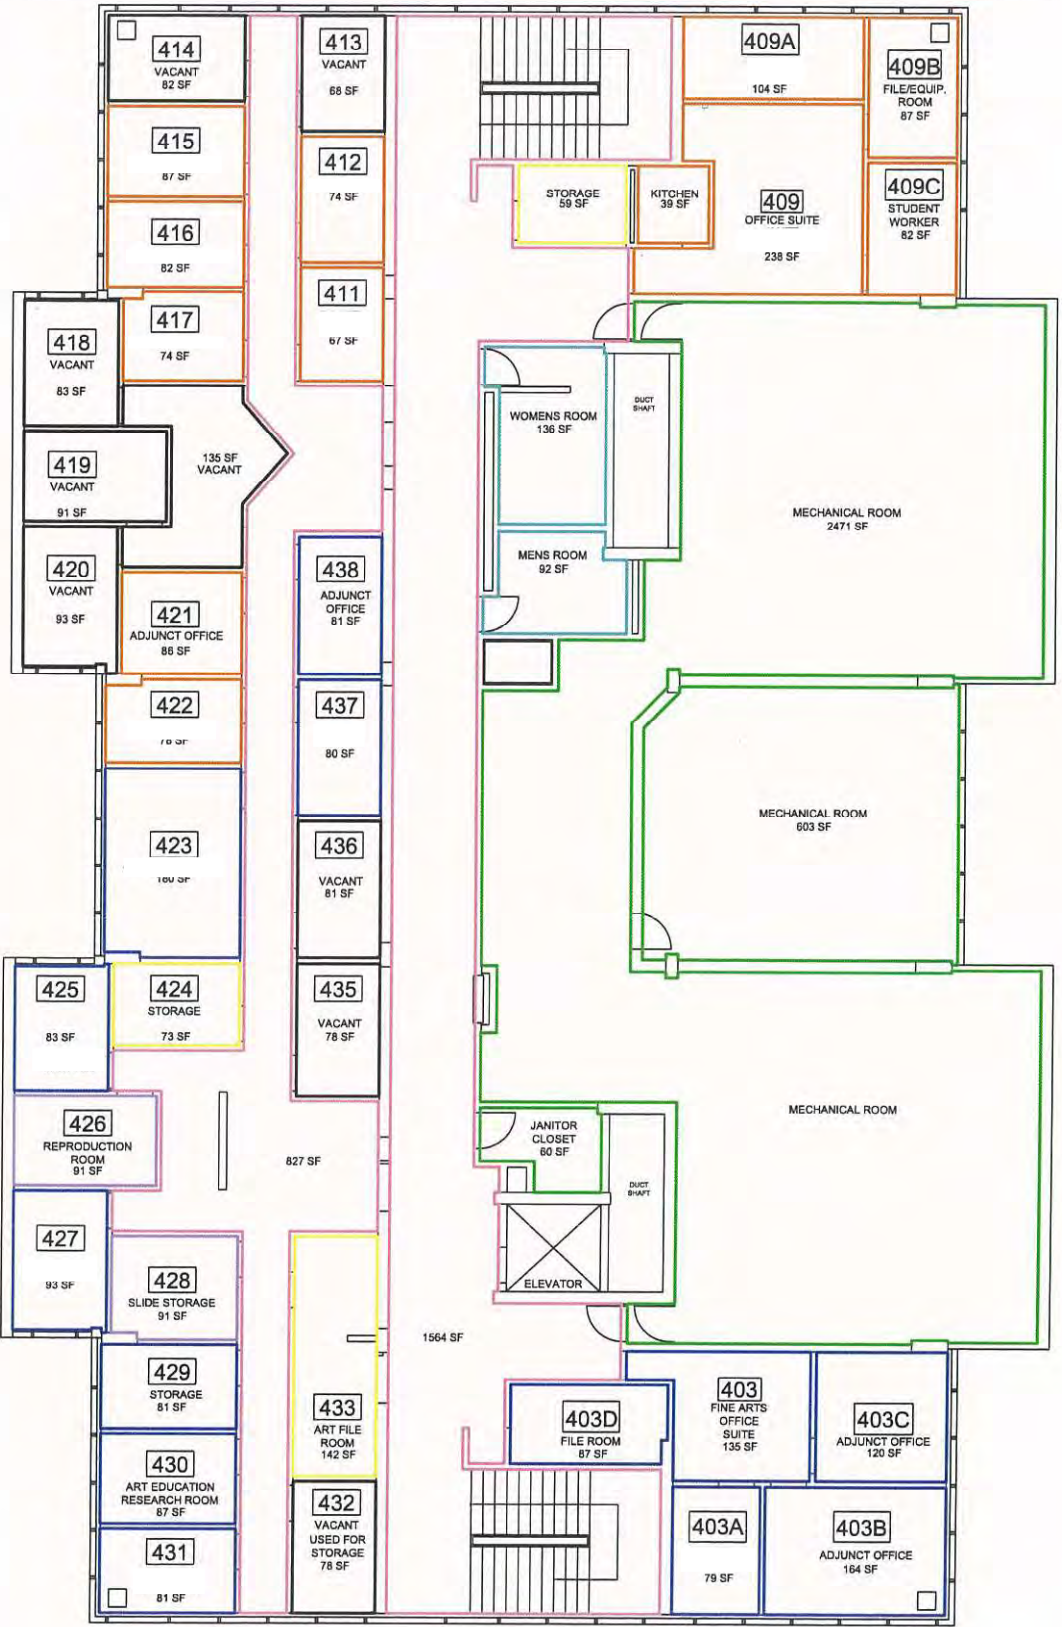 414
VACANT
82 SF
413
VACANT
68 SF
409A
104 SF
409B
FILE/EQUIP.
ROOM
87 SF
415
87 SF
412
74 SF
STORAGE
59 SF
KITCHEN
39 SF
409
OFFICE SUITE
238 SF
409C
STUDENT
WORKER
82 SF
416
82 SF
411
67 SF
417
74 SF
418
VACANT
83 SF
WOMENS ROOM
136 SF
DUCT
SHAFT
419
VACANT
91 SF
135 SF
VACANT
MECHANICAL ROOM
2471 SF
420
VACANT
93 SF
438
ADJUNCT
OFFICE
81 SF
MENS ROOM
92 SF
421
ADJUNCT OFFICE
86 SF
422
78 SF
437
80 SF
MECHANICAL ROOM
603 SF
423
180 SF
436
VACANT
81 SF
425
83 SF
424
STORAGE
73 SF
435
VACANT
78 SF
426
REPRODUCTION
ROOM
91 SF
827 SF
JANITOR
CLOSET
60 SF
MECHANICAL ROOM
DUCT
SHAFT
427
93 SF
428
SLIDE STORAGE
91 SF
ELEVATOR
1564 SF
429
STORAGE
81 SF
433
ART FILE
ROOM
142 SF
403D
FILE ROOM
87 SF
403
FINE ARTS
OFFICE
SUITE
135 SF
403C
ADJUNCT OFFICE
120 SF
430
ART EDUCATION
RESEARCH ROOM
87 SF
432
VACANT
USED FOR
STORAGE
78 SF
431
81 SF
403A
79 SF
403B
ADJUNCT OFFICE
164 SF